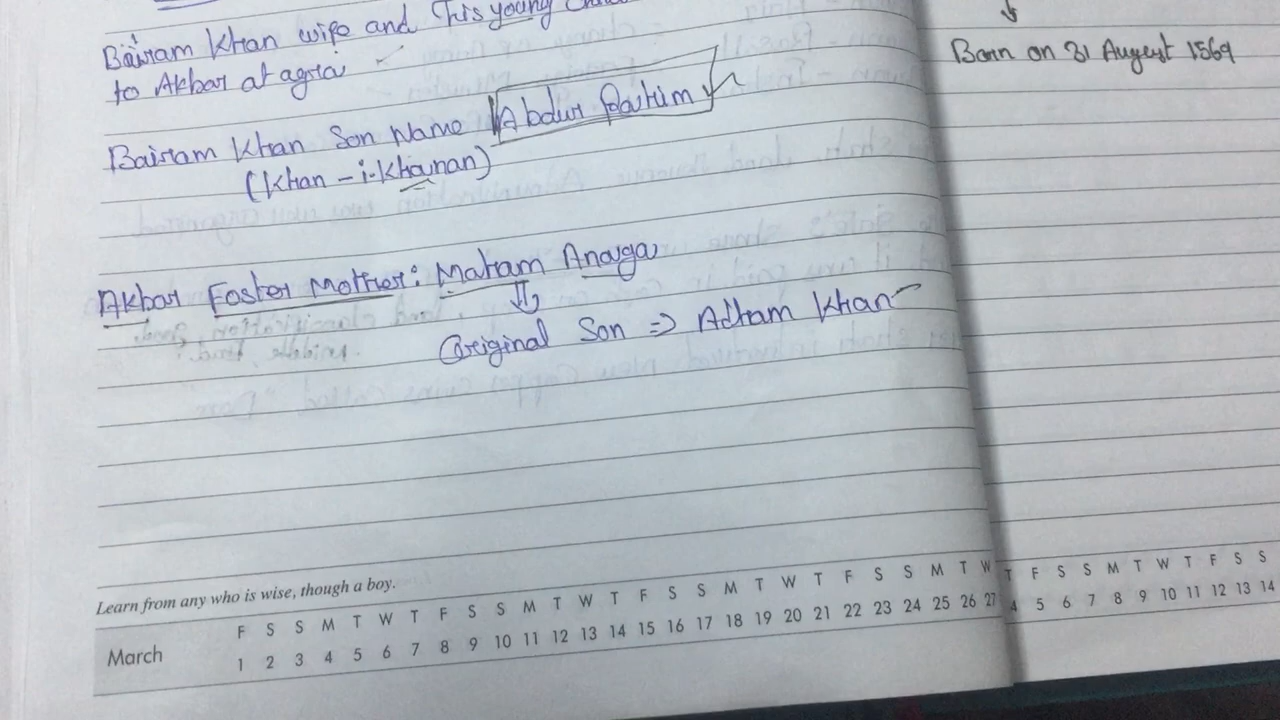 Bairam Khan wife and this young
to Akbar at agra
Bairam Khan Son Name Abdur Rahim
(Khan - i-Khanan)
Akbar Foster Mother: Maham Anaga
Original Son => Adham Khan
Learn from any who is wise, though a boy.
F S S M T W T F S S M T W T F S S M T W T F S S M T W
March 1 2 3 4 5 6 7 8 9 10 11 12 13 14 15 16 17 18 19 20 21 22 23 24 25 26 27
Born on 31 August 1569
T F S S M T W T F S S
4 5 6 7 8 9 10 11 12 13 14